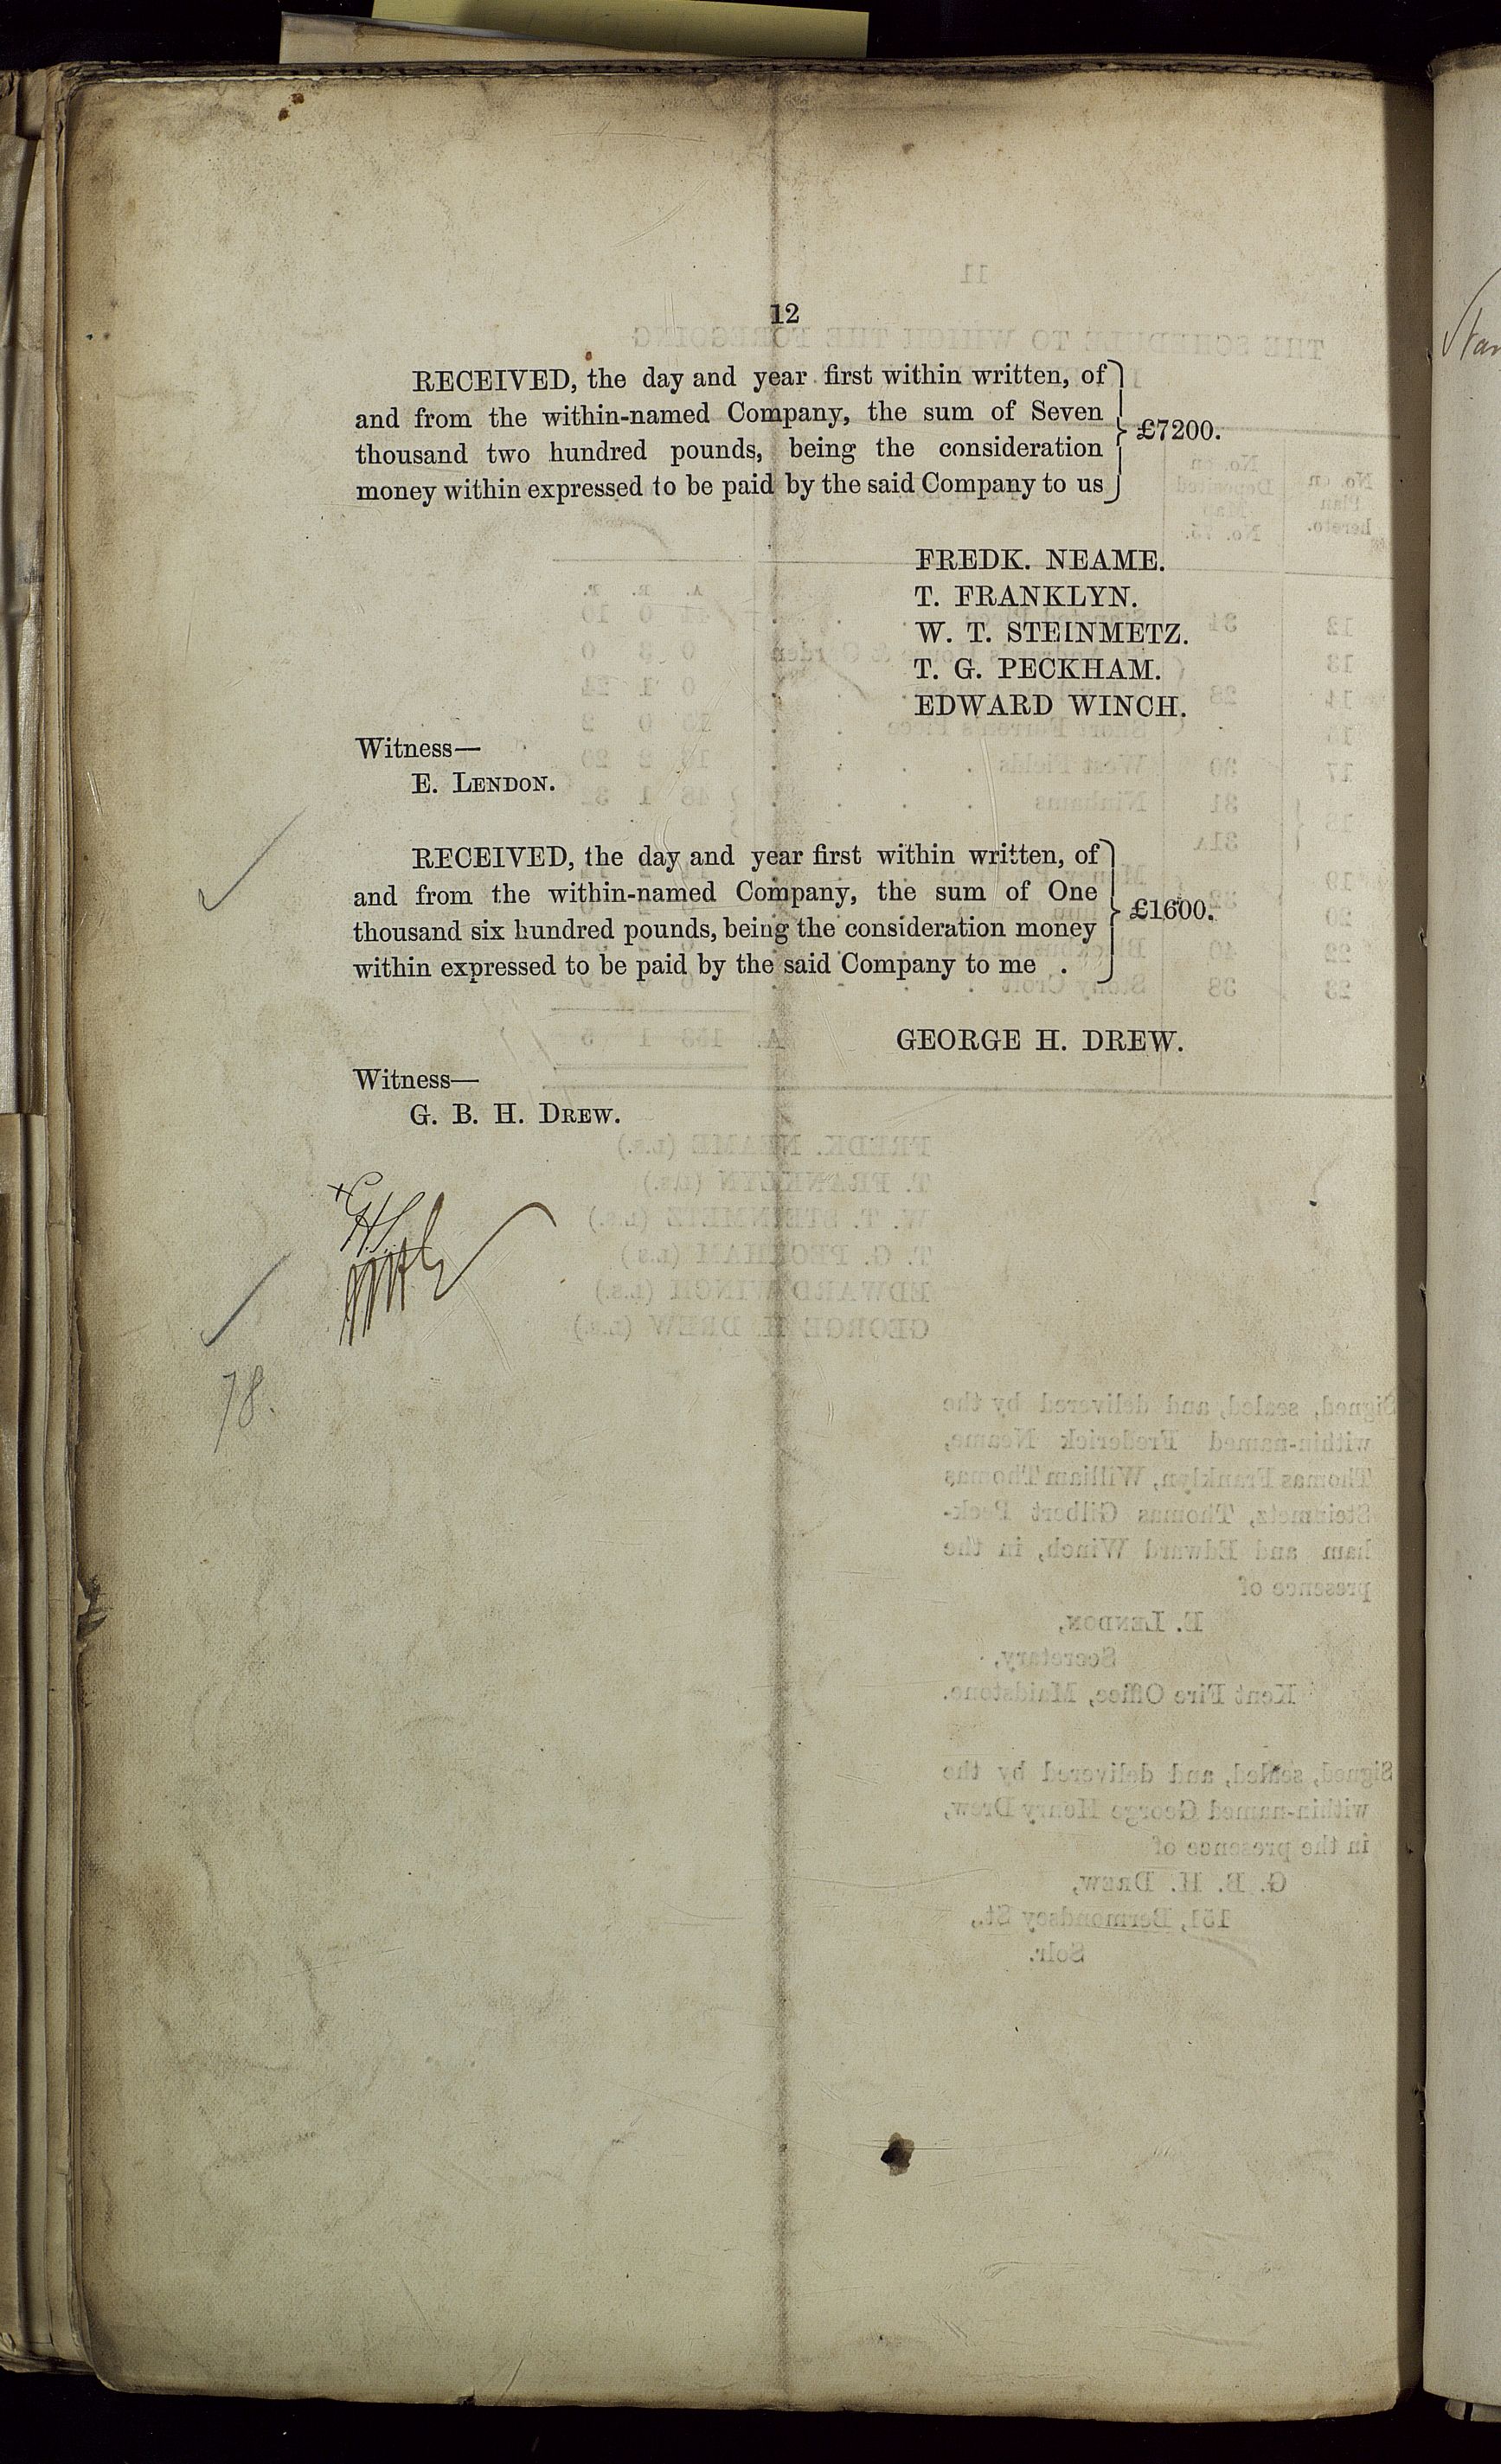 12
RECEIVED, the day and year first within written, of
and from the within-named Company, the sum of Seven
thousand two hundred pounds, being the consideration
money within expressed to be paid by the said Company to us
£7200.
FREDK. NEAME.
T. FRANKLYN.
W. T. STEINMETZ.
T. G. PECKHAM.
EDWARD WINCH.
Witness—
E. LENDON.
RECEIVED, the day and year first within written, of
and from the within-named Company, the sum of One
thousand six hundred pounds, being the consideration money
within expressed to be paid by the said Company to me .
£1600.
GEORGE H. DREW.
Witness—
G. B. H. DREW.
78.